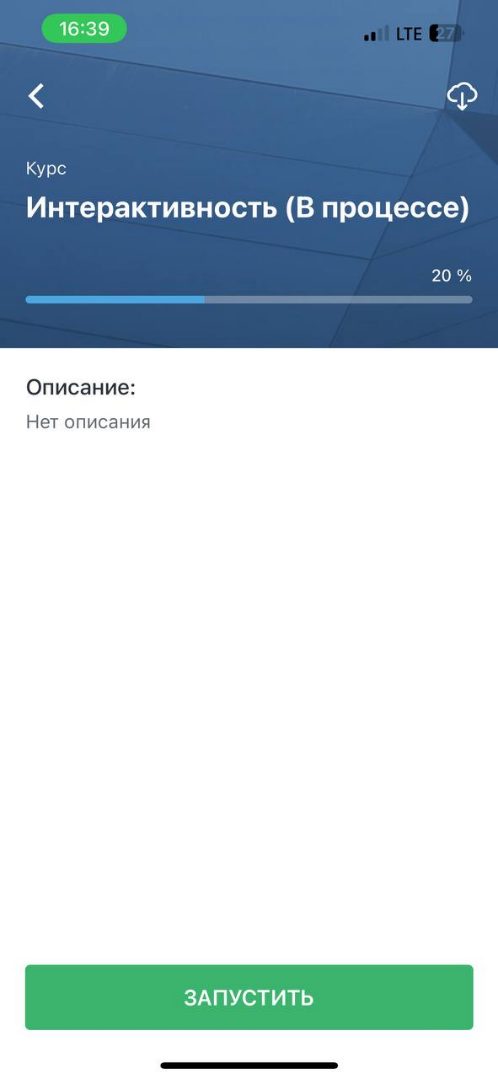 16:39
LTE 27
Курс
Интерактивность (В процессе)
20 %
Описание:
Нет описания
ЗАПУСТИТЬ